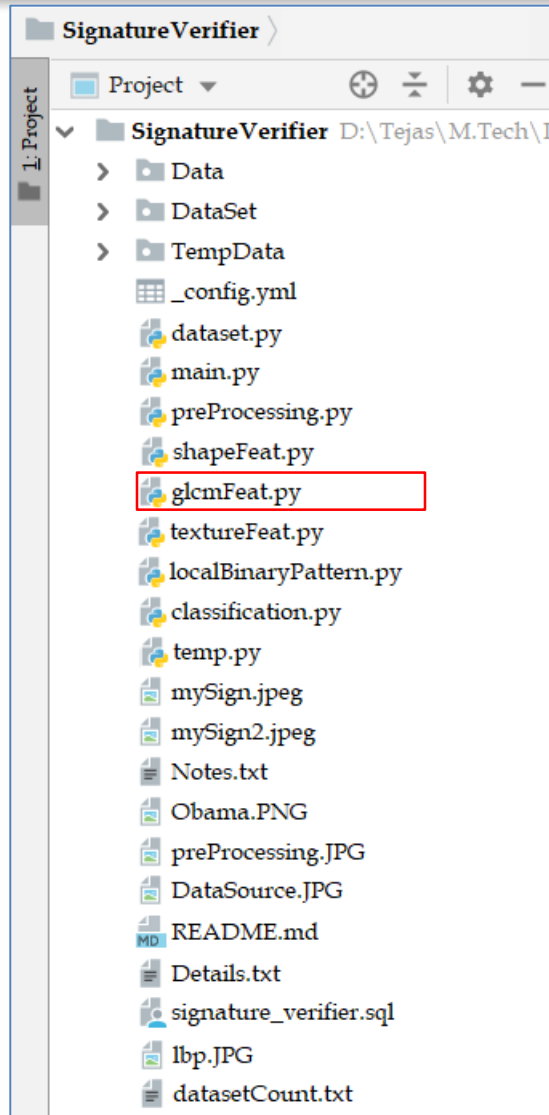 SignatureVerifier
1: Project
Project
SignatureVerifier D:\Tejas\M.Tech\
Data
DataSet
TempData
_config.yml
dataset.py
main.py
preProcessing.py
shapeFeat.py
glcmFeat.py
textureFeat.py
localBinaryPattern.py
classification.py
temp.py
mySign.jpeg
mySign2.jpeg
Notes.txt
Obama.PNG
preProcessing.JPG
DataSource.JPG
MD README.md
Details.txt
signature_verifier.sql
lbp.JPG
datasetCount.txt